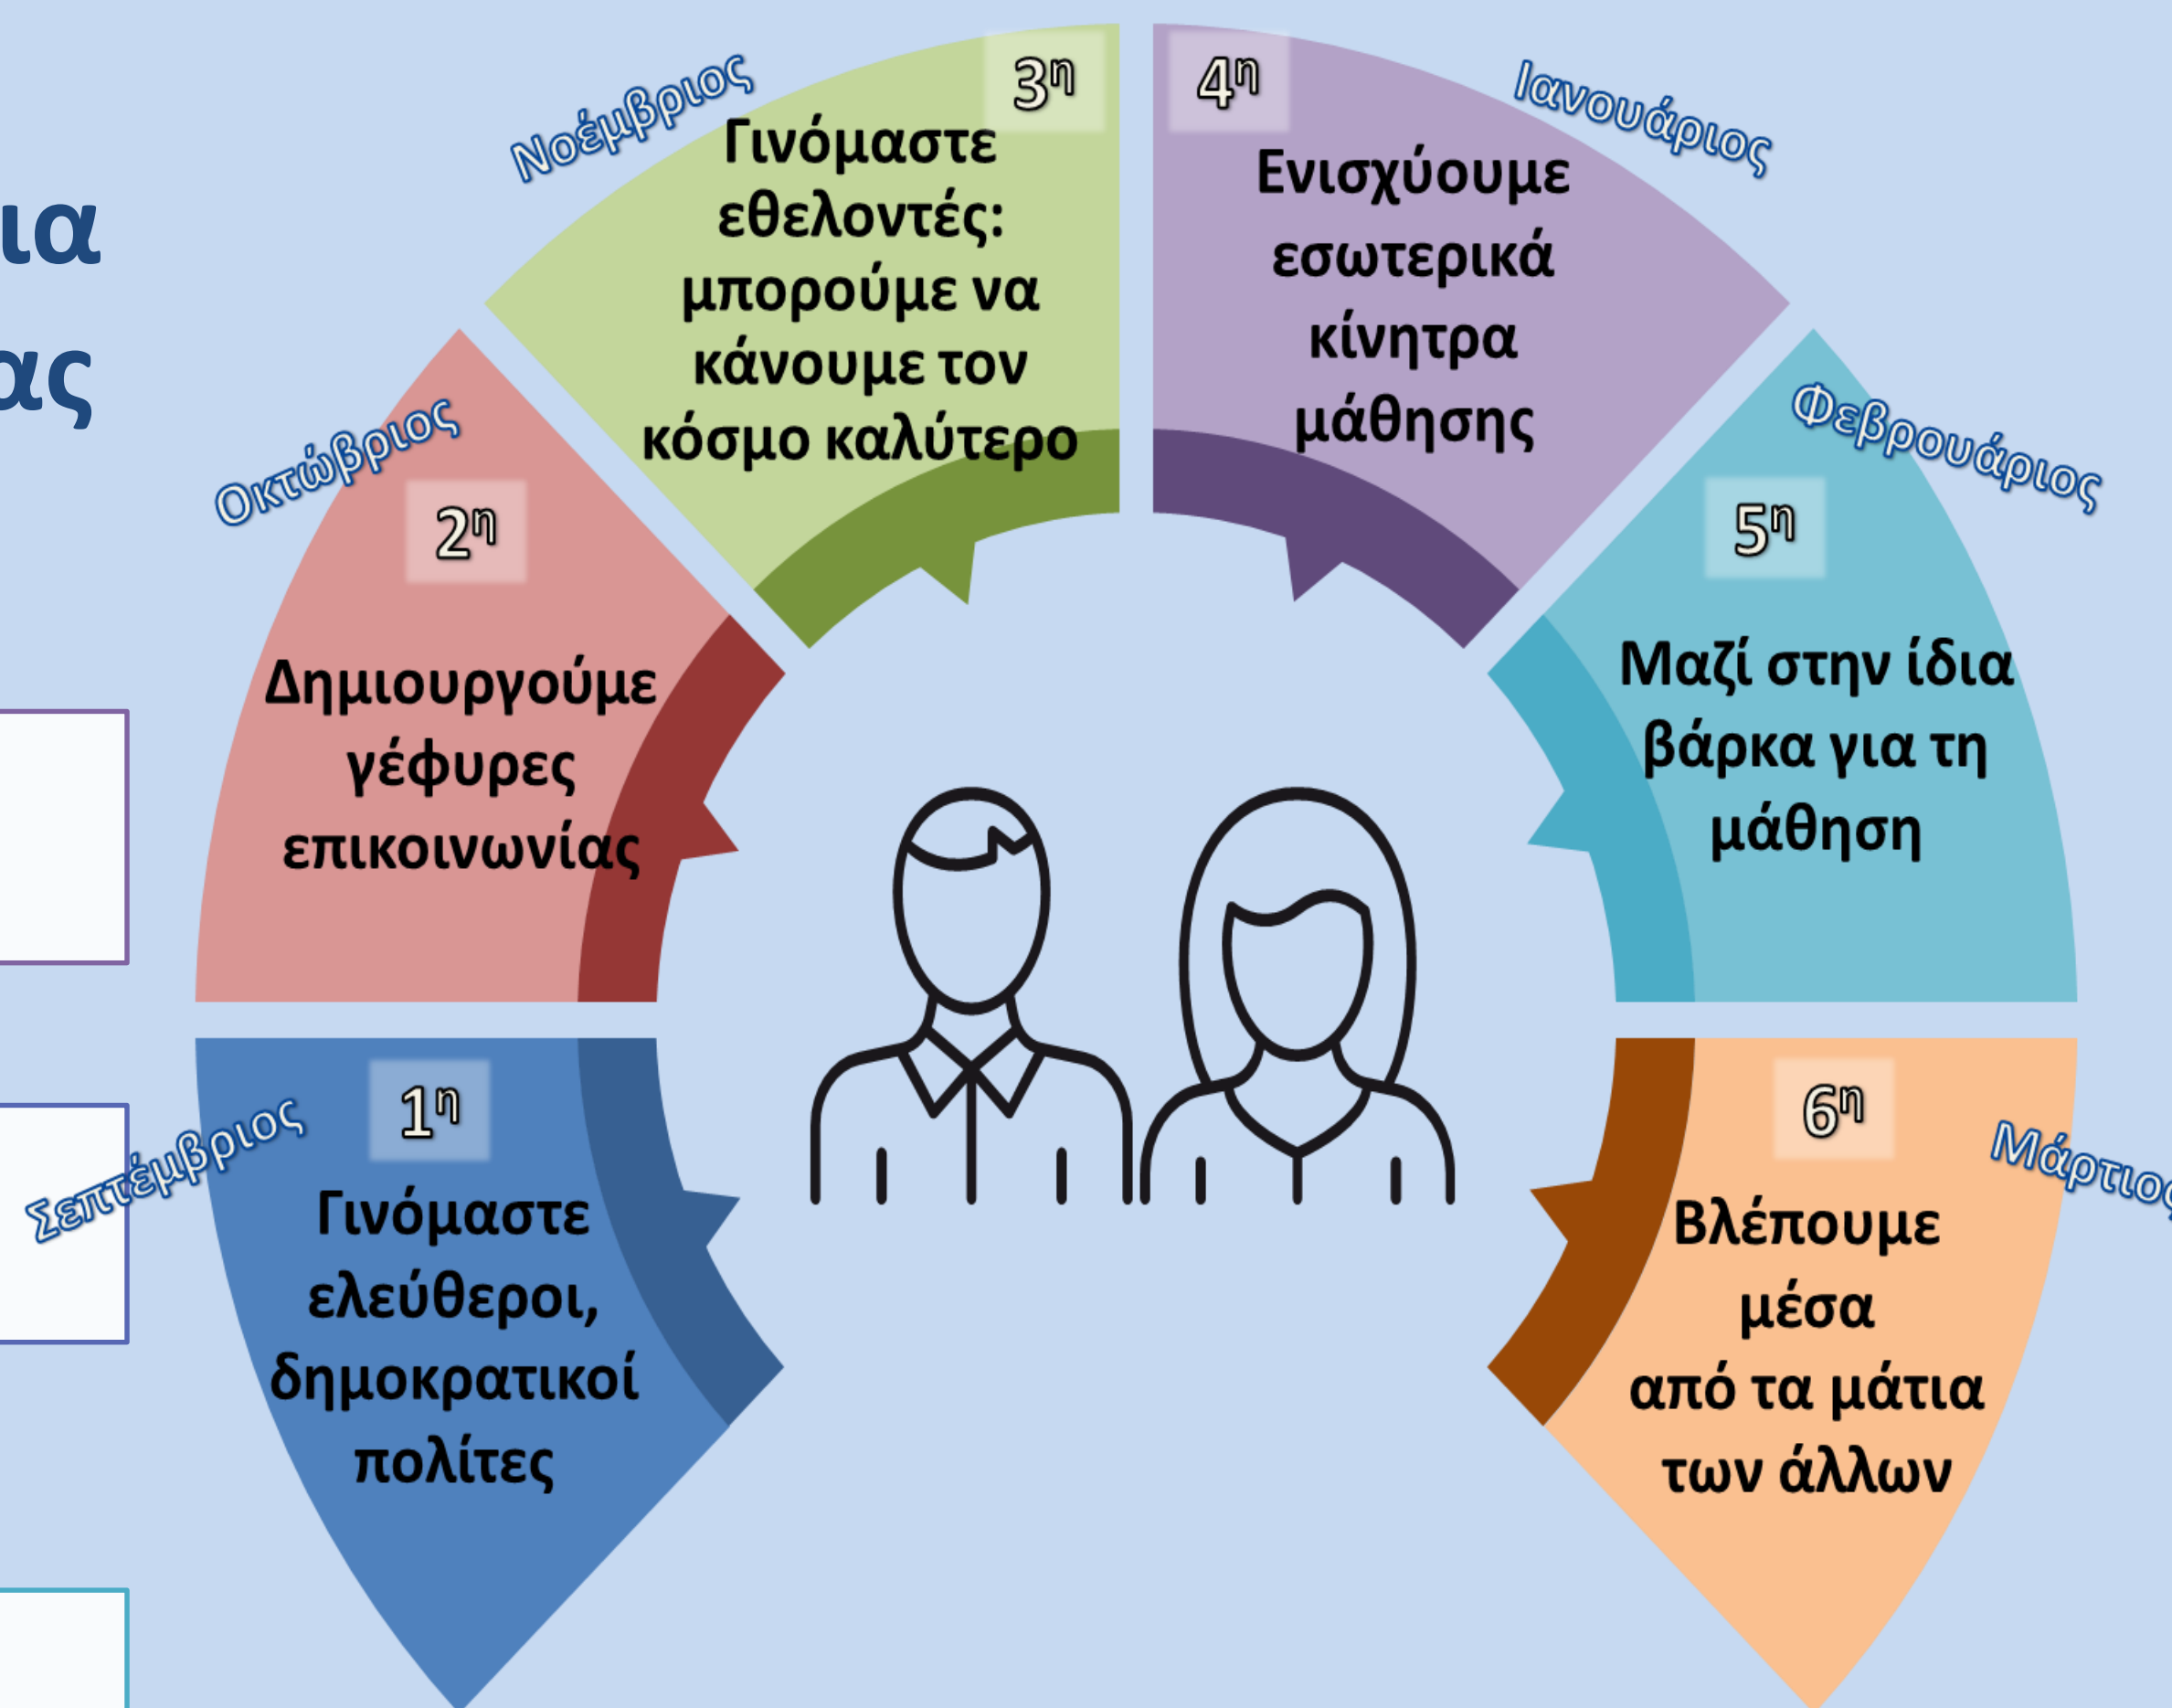 Σεπτέμβριος
1η
Γινόμαστε
ελεύθεροι,
δημοκρατικοί
πολίτες
Οκτώβριος
2η
Δημιουργούμε
γέφυρες
επικοινωνίας
Νοέμβριος
3η
Γινόμαστε
εθελοντές:
μπορούμε να
κάνουμε τον
κόσμο καλύτερο
4η
Ιανουάριος
Ενισχύουμε
εσωτερικά
κίνητρα
μάθησης
Φεβρουάριος
5η
Μαζί στην ίδια
βάρκα για τη
μάθηση
6η
Μάρτιος
Βλέπουμε
μέσα
από τα μάτια
των άλλων